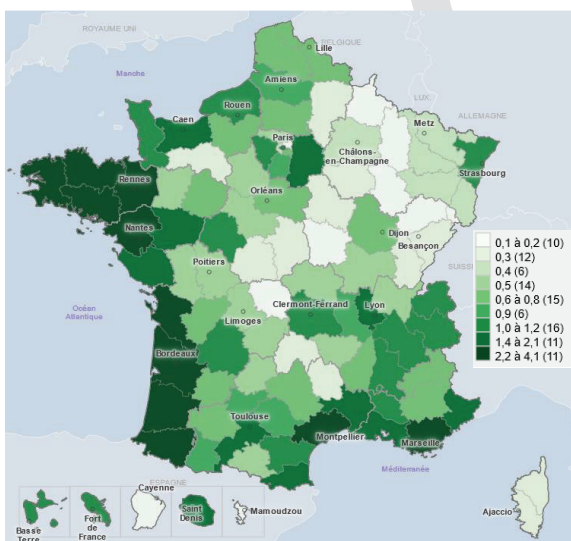 ROYAUME UNI
BELGIQUE
Lille
Manche
Amiens
LUX
ALLEMAGNE
Rouen
Metz
Caen
Paris
Châlons-
en-Champagne
Strasbourg
Rennes
Orléans
Nantes
Dijon
Besançon
Poitiers
SUISSE
Océan
Atlantique
Clermont-Ferrand
Lyon
Limoges
Bordeaux
Toulouse
Montpellier
Marseille
Méditerranée
ESPAGNE
Ajaccio
Basse
Terre
Fort
de
France
Cayenne
Saint
Denis
Mamoudzou
0,1 à 0,2 (10)
0,3 (12)
0,4 (6)
0,5 (14)
0,6 à 0,8 (15)
0,9 (6)
1,0 à 1,2 (16)
1,4 à 2,1 (11)
2,2 à 4,1 (11)